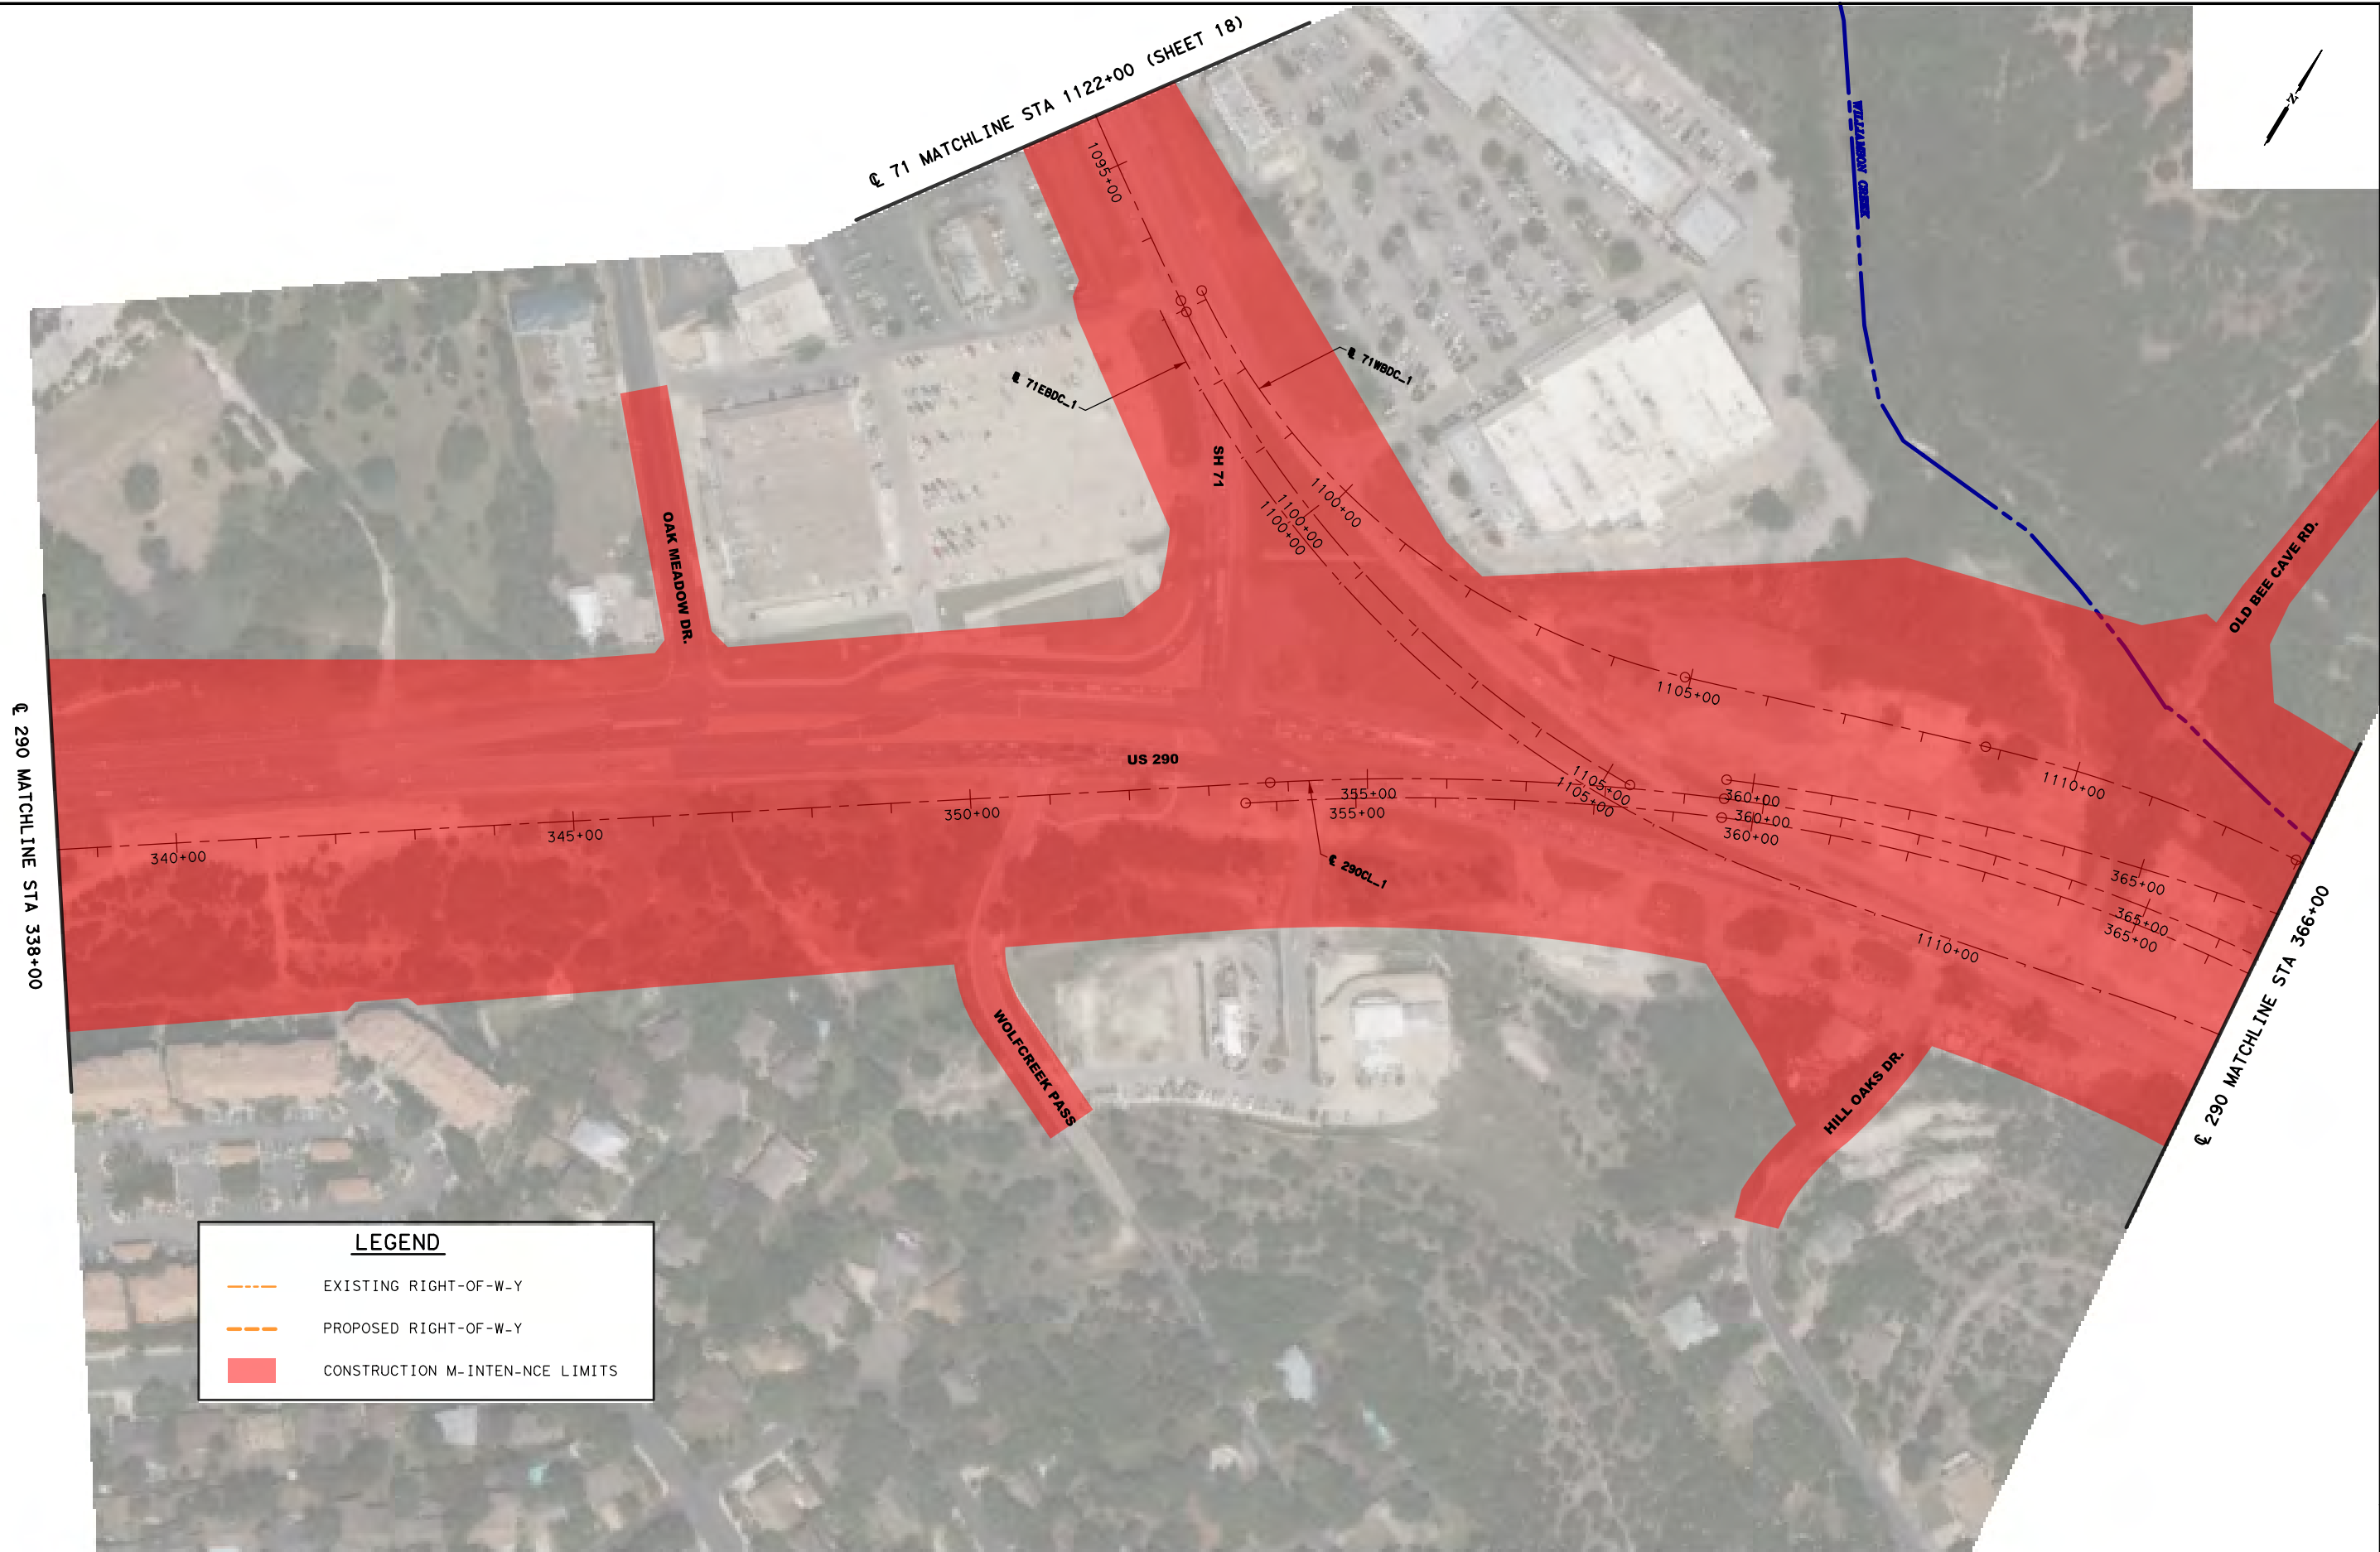 ℄ 71 MATCHLINE STA 1122+00 (SHEET 18)
N
WILLIAMSON CREEK
1095+00
℄ 71WBDC_1
℄ 71EBDC_1
SH 71
1100+00
1100+00
1100+00
OAK MEADOW DR.
OLD BEE CAVE RD.
1105+00
US 290
1105+00
1105+00
1110+00
340+00
345+00
350+00
355+00
355+00
360+00
360+00
360+00
℄ 290CL_1
365+00
365+00
365+00
1110+00
℄ 290 MATCHLINE STA 338+00
℄ 290 MATCHLINE STA 366+00
WOLFCREEK PASS
HILL OAKS DR.
LEGEND
EXISTING RIGHT-OF-W-Y
PROPOSED RIGHT-OF-W-Y
CONSTRUCTION M-INTEN-NCE LIMITS